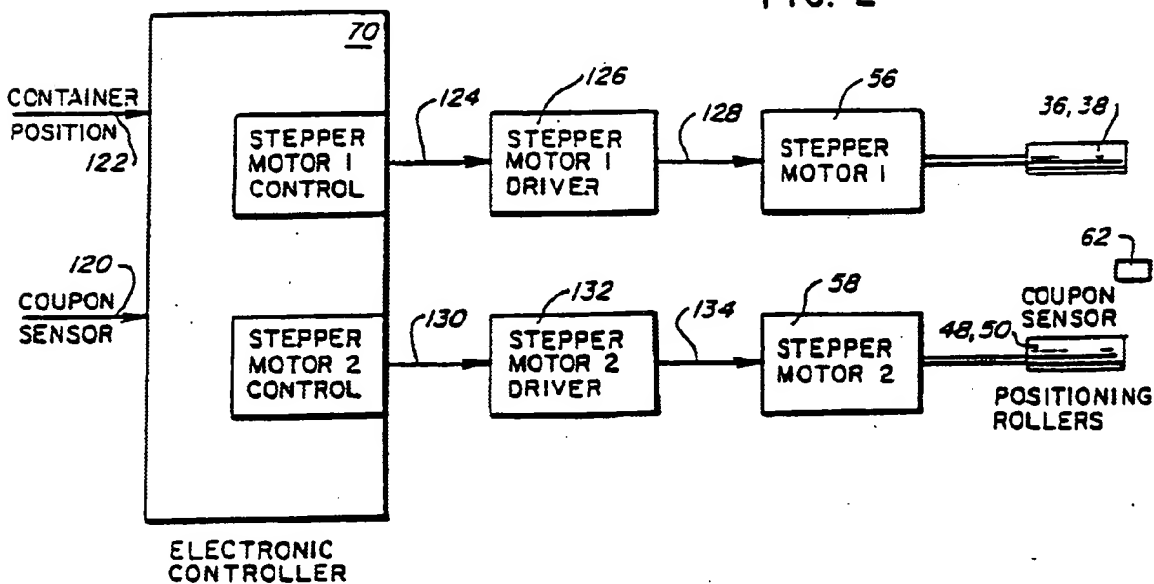 FIG. 2
70
CONTAINER
POSITION
122
STEPPER
MOTOR 1
CONTROL
124
126
STEPPER
MOTOR 1
DRIVER
128
56
STEPPER
MOTOR 1
36, 38
120
COUPON
SENSOR
STEPPER
MOTOR 2
CONTROL
130
132
STEPPER
MOTOR 2
DRIVER
134
58
STEPPER
MOTOR 2
62
COUPON
SENSOR
48, 50
POSITIONING
ROLLERS
ELECTRONIC
CONTROLLER